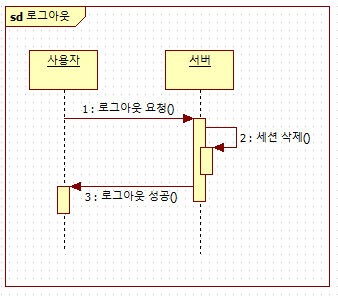 sd 로그아웃
사용자
서버
1 : 로그아웃 요청()
2 : 세션 삭제()
3 : 로그아웃 성공()